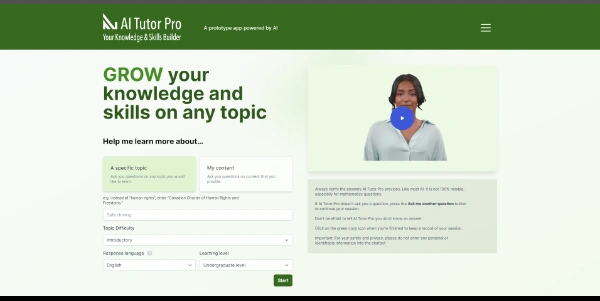 AI Tutor Pro
Your Knowledge & Skills Builder
A prototype app powered by AI
GROW your
knowledge and
skills on any topic
Help me learn more about...
A specific topic
Ask you questions on any topic you would
like to learn.
My content
Ask you questions on content that you
provide.
e.g. instead of "Human rights", enter "Canadian Charter of Human Rights and
Freedoms"
Safe driving
Topic Difficulty
Introductory
Response language
English
Learning level
Undergraduate level
Start
Always verify the answers AI Tutor Pro provides. Like most AI, it is not 100% reliable,
especially for mathematics questions.
If AI Tutor Pro doesn't ask you a question, press the Ask me another question button
to continue your session.
Don't be afraid to let AI Tutor Pro you don't know an answer.
Click on the green copy icon when you're finished to keep a record of your session.
Important: For your safety and privacy, please do not enter any personal or
identifiable information into the chatbot.